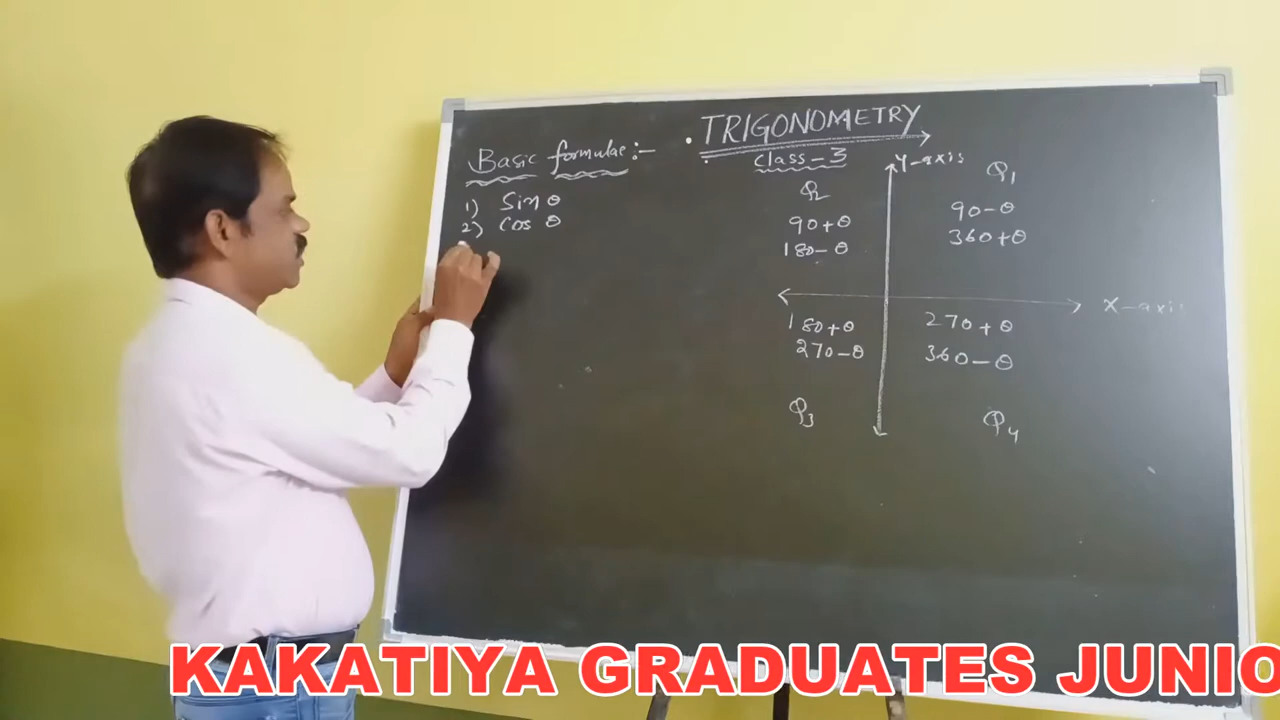 TRIGONOMETRY
Class-3
Basic formulae:-
1) Sin θ
2) Cos θ
Y-axis
Q2
90+θ
180-θ
Q1
90-θ
360+θ
X-axis
180+θ
270-θ
Q3
270+θ
360-θ
Q4
KAKATIYA GRADUATES JUNIO